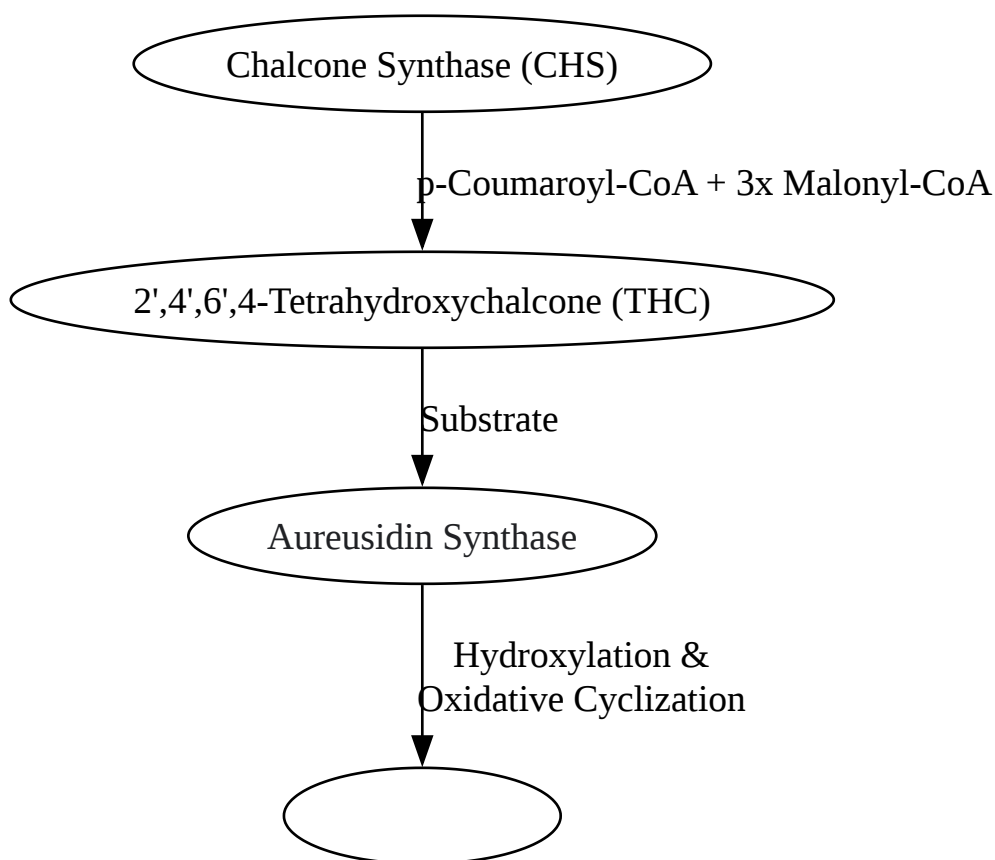 Chalcone Synthase (CHS)
p-Coumaroyl-CoA + 3x Malonyl-CoA
2',4',6',4-Tetrahydroxychalcone (THC)
Substrate
Aureusidin Synthase
Hydroxylation &
Oxidative Cyclization